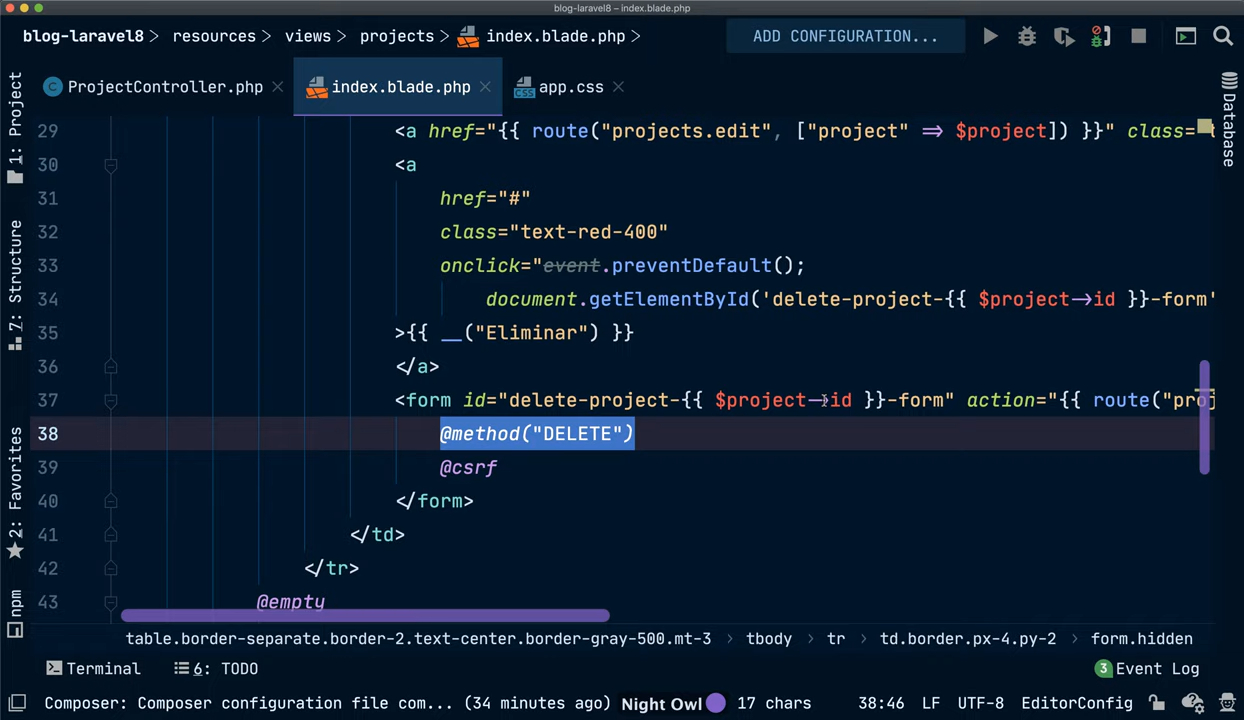 blog-laravel8 – index.blade.php
blog-laravel8 > resources > views > projects > index.blade.php > ADD CONFIGURATION...
ProjectController.php index.blade.php app.css
1: Project
7: Structure
2: Favorites
npm
Database
29 <a href="{{ route("projects.edit", ["project" => $project]) }}" class="t
30 <a
31 href="#"
32 class="text-red-400"
33 onclick="event.preventDefault();
34 document.getElementById('delete-project-{{ $project->id }}-form'
35 >{{ __("Eliminar") }}
36 </a>
37 <form id="delete-project-{{ $project->id }}-form" action="{{ route("proj
38 @method("DELETE")
39 @csrf
40 </form>
41 </td>
42 </tr>
43 @empty
table.border-separate.border-2.text-center.border-gray-500.mt-3 > tbody > tr > td.border.px-4.py-2 > form.hidden
Terminal 6: TODO 3 Event Log
Composer: Composer configuration file com... (34 minutes ago) Night Owl 17 chars 38:46 LF UTF-8 EditorConfig